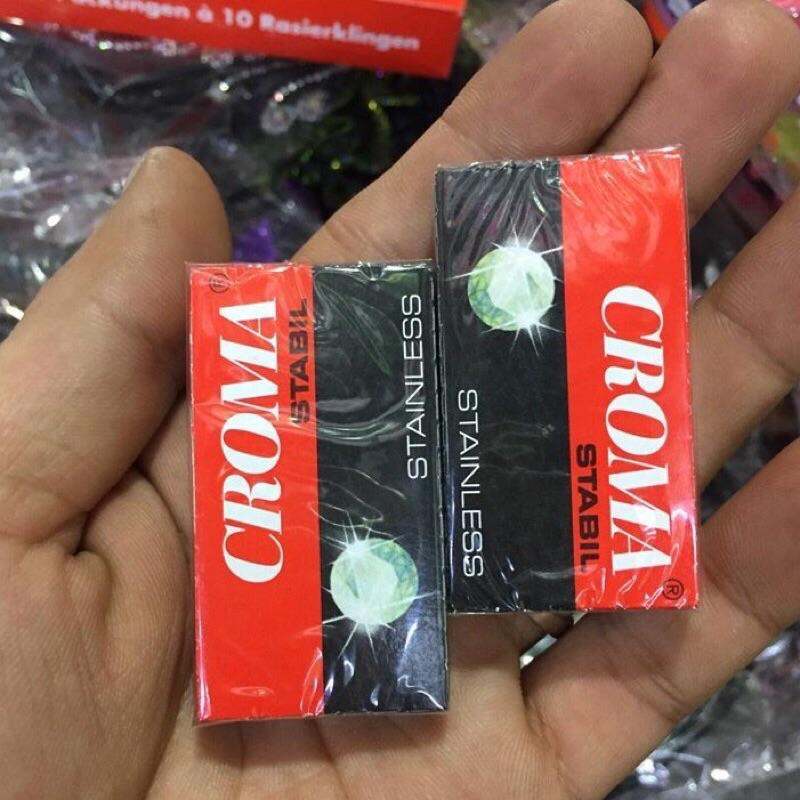 ckungen à 10 Rasierklingen
CROMA
STABIL
STAINLESS
CROMA®
STABIL
STAINLESS